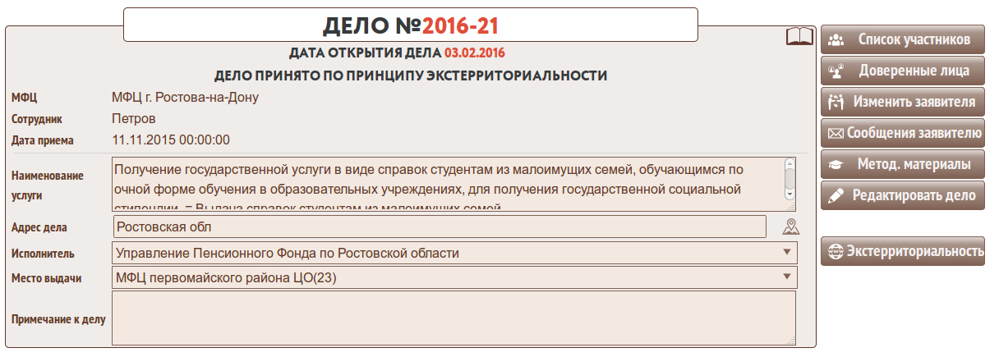 ДЕЛО №2016-21
ДАТА ОТКРЫТИЯ ДЕЛА 03.02.2016
ДЕЛО ПРИНЯТО ПО ПРИНЦИПУ ЭКСТЕРРИТОРИАЛЬНОСТИ
МФЦ МФЦ г. Ростова-на-Дону
Сотрудник Петров
Дата приема 11.11.2015 00:00:00
Наименование услуги
Получение государственной услуги в виде справок студентам из малоимущих семей, обучающимся по
очной форме обучения в образовательных учреждениях, для получения государственной социальной
стипендии. = Выдача справок студентам из малоимущих семей
Адрес дела Ростовская обл
Исполнитель Управление Пенсионного Фонда по Ростовской области
Место выдачи МФЦ первомайского района ЦО(23)
Примечание к делу
Список участников
Доверенные лица
Изменить заявителя
Сообщения заявителю
Метод. материалы
Редактировать дело
www Экстерриториальность